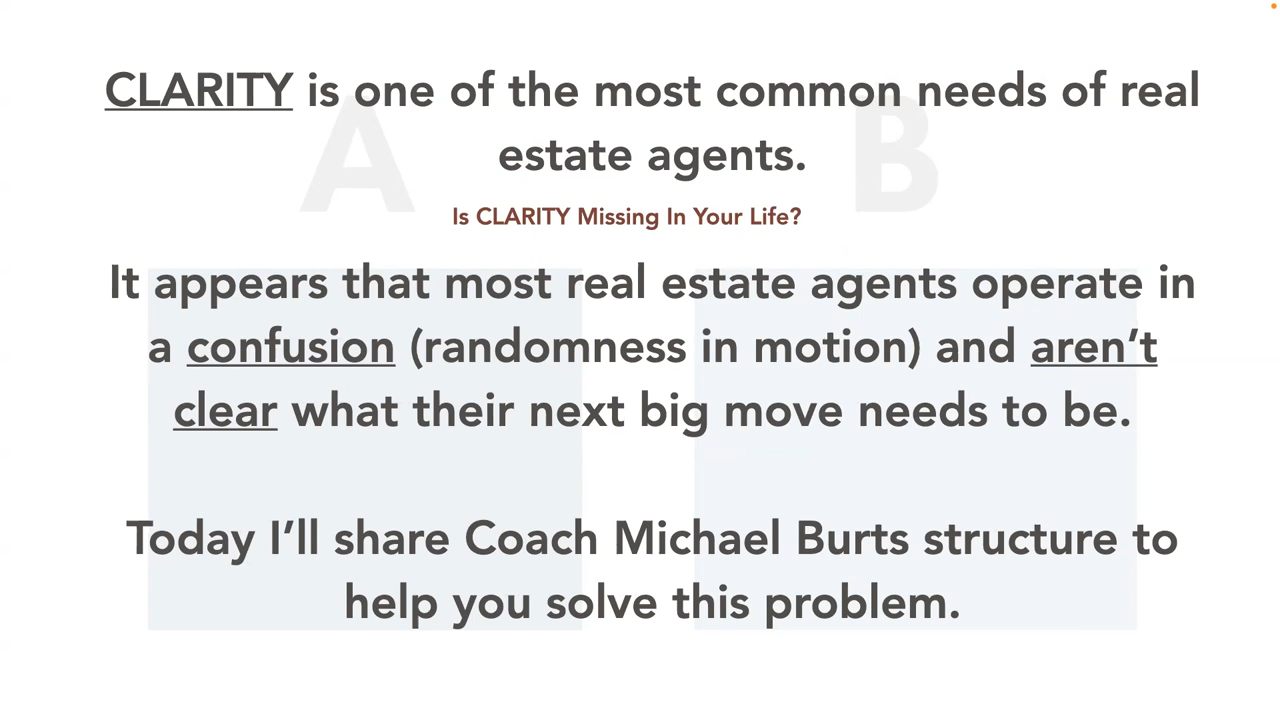 CLARITY is one of the most common needs of real
estate agents.
A
B
Is CLARITY Missing In Your Life?
It appears that most real estate agents operate in
a confusion (randomness in motion) and aren’t
clear what their next big move needs to be.
Today I’ll share Coach Michael Burts structure to
help you solve this problem.